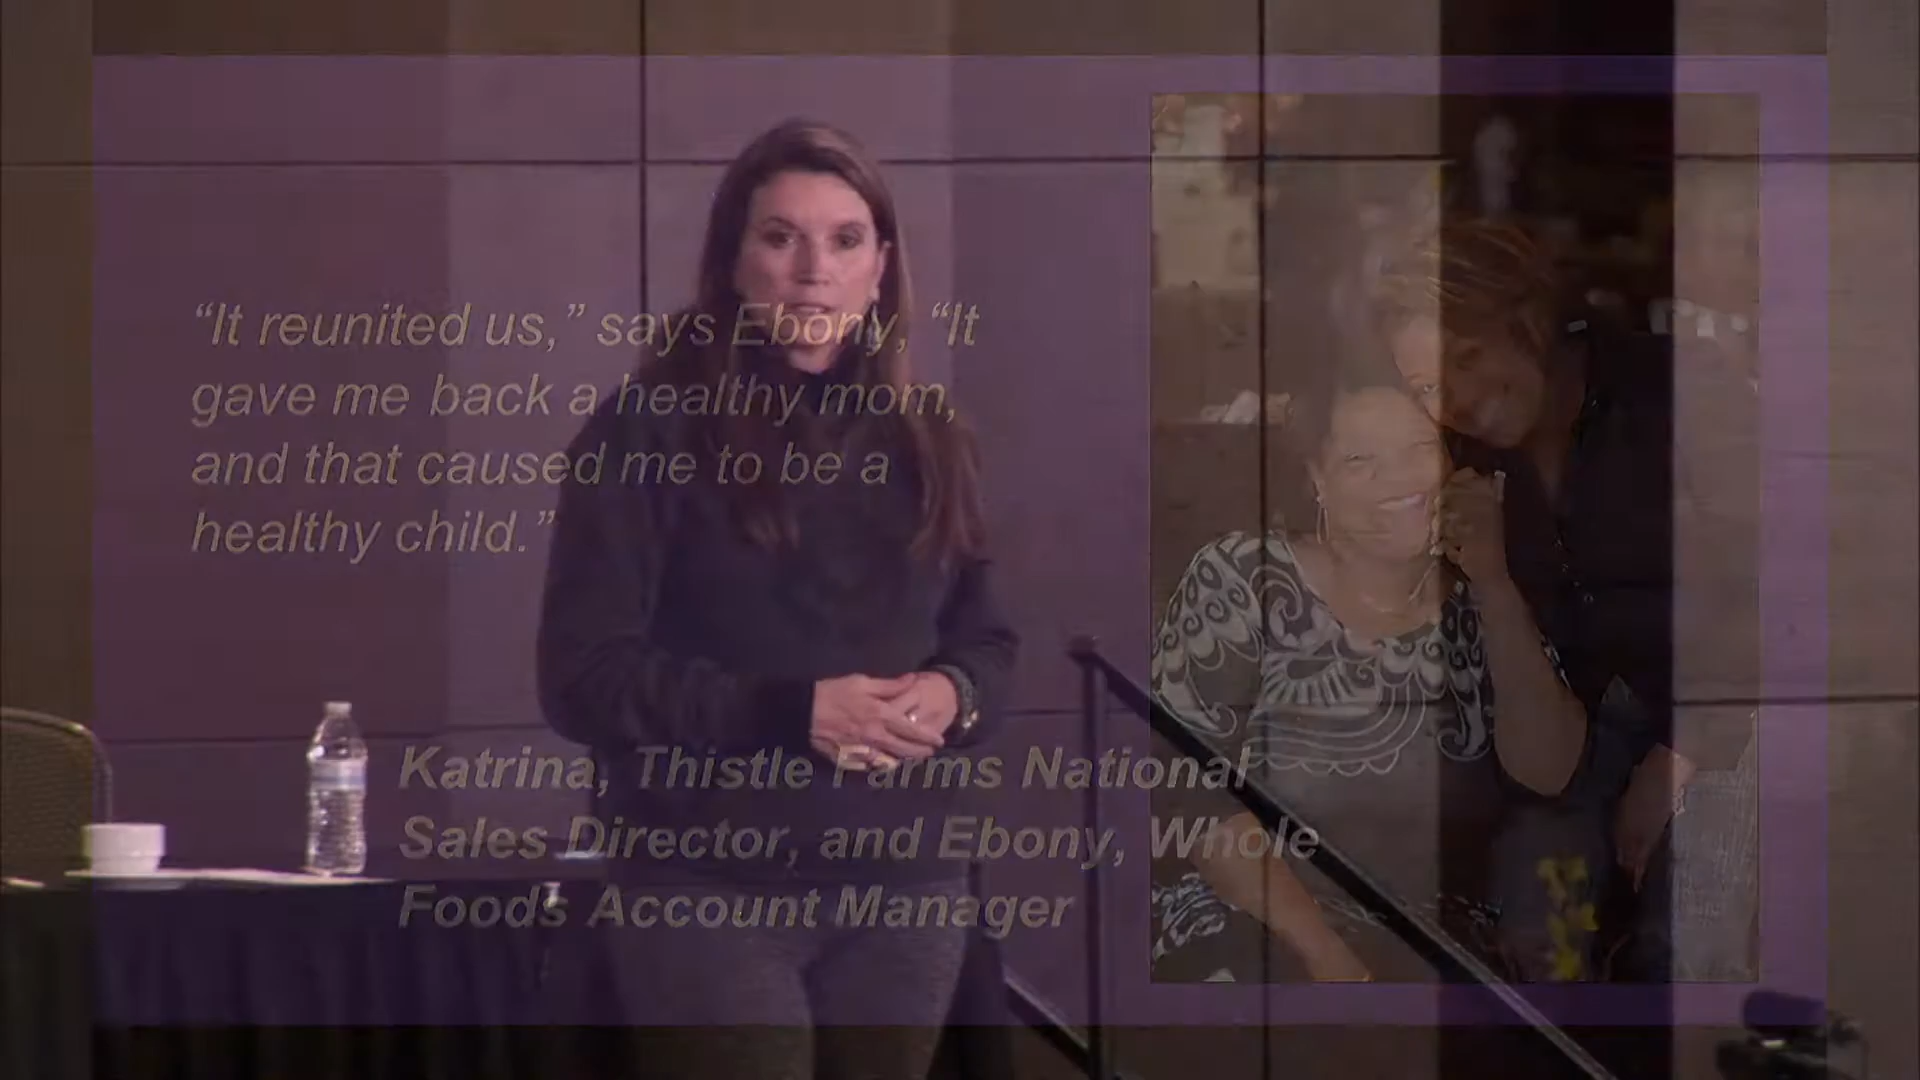 “It reunited us,” says Ebony, “It
gave me back a healthy mom,
and that caused me to be a
healthy child.”
Katrina, Thistle Farms National
Sales Director, and Ebony, Whole
Foods Account Manager